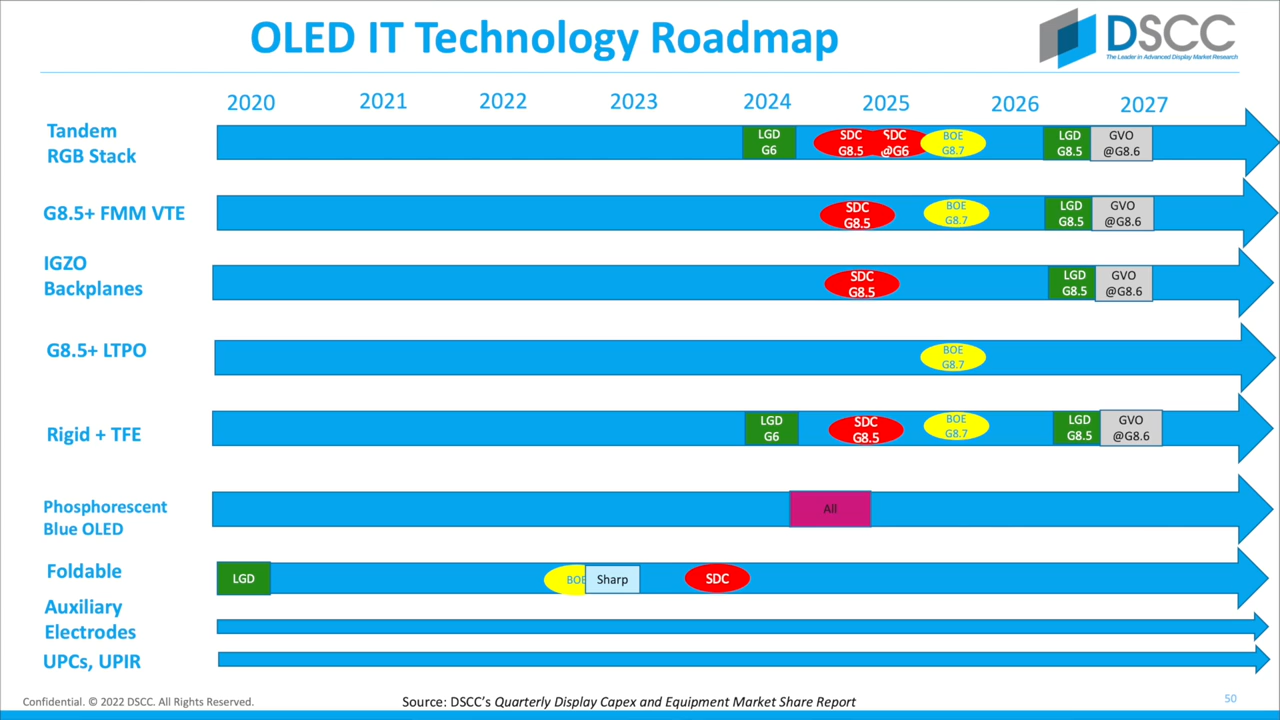 OLED IT Technology Roadmap
DSCC
The Leader in Advanced Display Market Research
2020 2021 2022 2023 2024 2025 2026 2027
Tandem
RGB Stack
LGD
G6
SDC
G8.5
SDC
@G6
BOE
G8.7
LGD
G8.5
GVO
@G8.6
G8.5+ FMM VTE
SDC
G8.5
BOE
G8.7
LGD
G8.5
GVO
@G8.6
IGZO
Backplanes
SDC
G8.5
LGD
G8.5
GVO
@G8.6
G8.5+ LTPO
BOE
G8.7
Rigid + TFE
LGD
G6
SDC
G8.5
BOE
G8.7
LGD
G8.5
GVO
@G8.6
Phosphorescent
Blue OLED
All
Foldable
LGD
BOE
Sharp
SDC
Auxiliary
Electrodes
UPCs, UPIR
Confidential. © 2022 DSCC. All Rights Reserved.
Source: DSCC's Quarterly Display Capex and Equipment Market Share Report
50